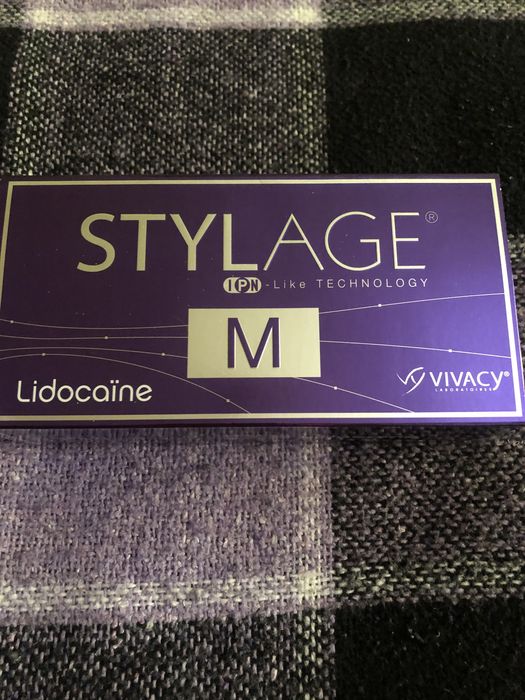 STYLAGE®
IPN-Like TECHNOLOGY
M
Lidocaïne
VIVACY®
LABORATOIRES